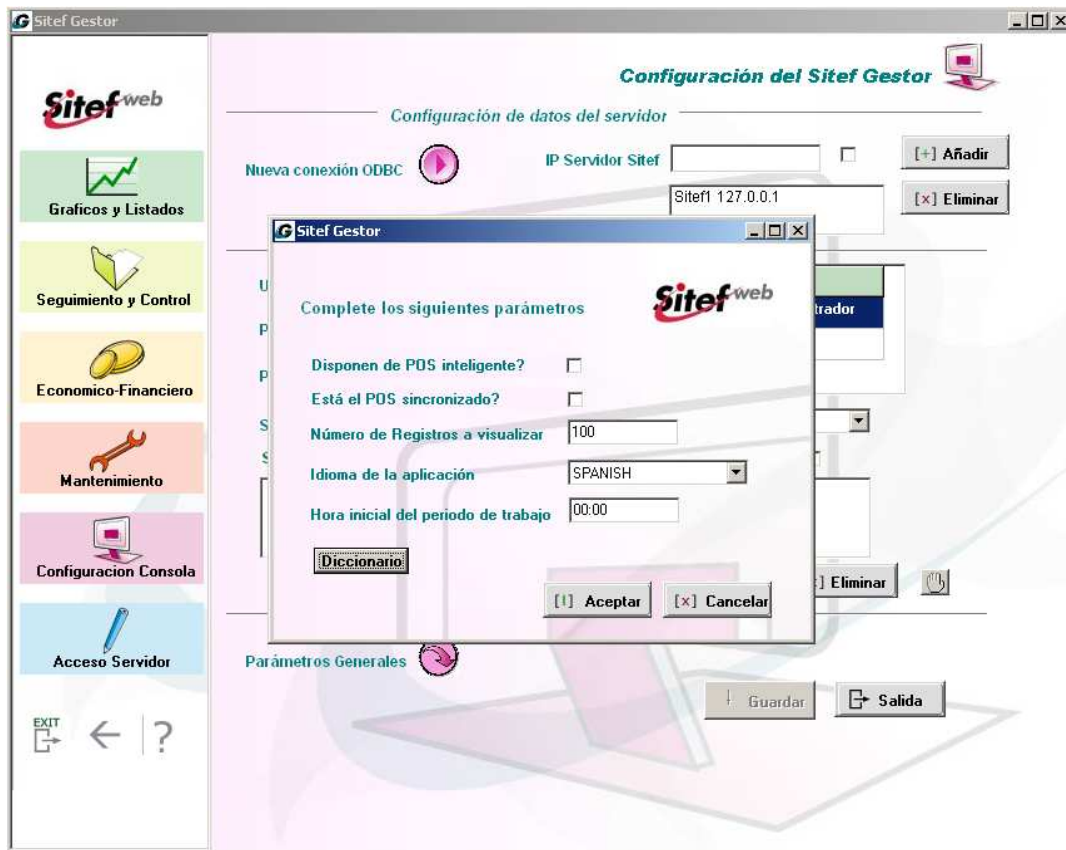 Sitef Gestor
Configuración del Sitef Gestor
Sitef web
Configuración de datos del servidor
Nueva conexión ODBC
IP Servidor Sitef
[+] Añadir
Sitef1 127.0.0.1
[x] Eliminar
Graficos y Listados
Seguimiento y Control
Economico-Financiero
Mantenimiento
Configuracion Consola
Acceso Servidor
EXIT
?
Sitef Gestor
Sitef web
Complete los siguientes parámetros
Disponen de POS inteligente?
Está el POS sincronizado?
Número de Registros a visualizar 100
Idioma de la aplicación SPANISH
Hora inicial del periodo de trabajo 00:00
Diccionario
[!] Aceptar
[x] Cancelar
trador
] Eliminar
Parámetros Generales
Guardar
Salida